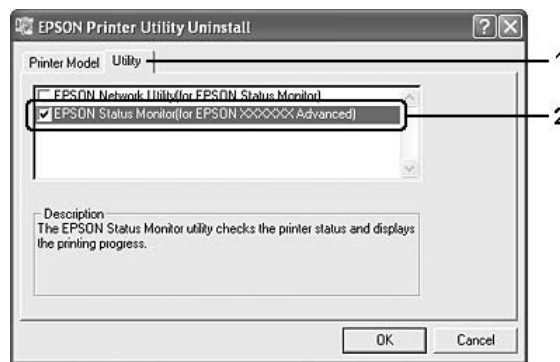 EPSON Printer Utility Uninstall
Printer Model Utility
1
EPSON Network Utility(for EPSON Status Monitor)
EPSON Status Monitor(for EPSON XXXXXX Advanced)
2
Description
The EPSON Status Monitor utility checks the printer status and displays
the printing progress.
OK Cancel